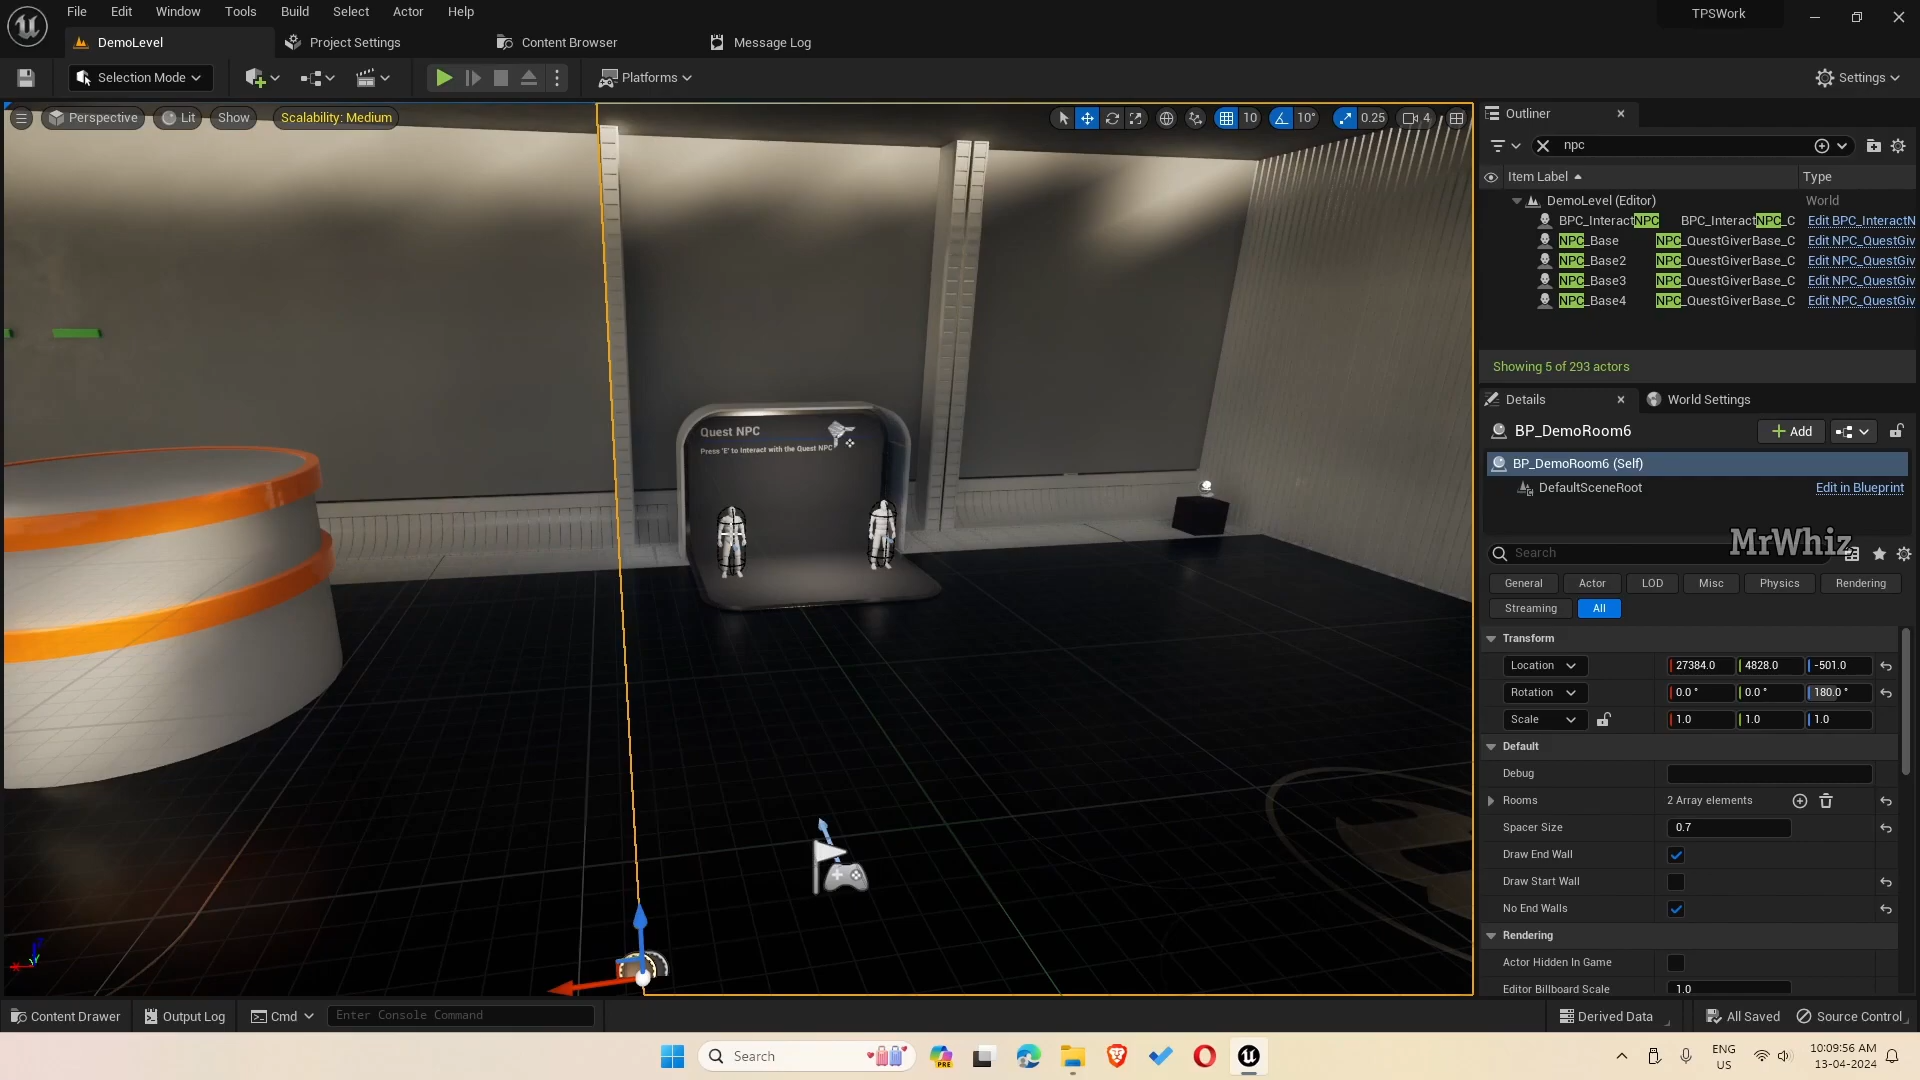 File Edit Window Tools Build Select Actor Help
TPSWork
DemoLevel Project Settings Content Browser Message Log
Selection Mode Platforms Settings
Perspective Lit Show Scalability: Medium
10 10° 0.25 4
Quest NPC
Press 'E' to Interact with the Quest NPC
Outliner
npc
Item Label Type
DemoLevel (Editor) World
BPC_InteractNPC BPC_InteractNPC_C Edit BPC_InteractN
NPC_Base NPC_QuestGiverBase_C Edit NPC_QuestGiv
NPC_Base2 NPC_QuestGiverBase_C Edit NPC_QuestGiv
NPC_Base3 NPC_QuestGiverBase_C Edit NPC_QuestGiv
NPC_Base4 NPC_QuestGiverBase_C Edit NPC_QuestGiv
Showing 5 of 293 actors
Details World Settings
BP_DemoRoom6 Add
BP_DemoRoom6 (Self)
DefaultSceneRoot Edit in Blueprint
MrWhiz
Search
General Actor LOD Misc Physics Rendering
Streaming All
Transform
Location 27384.0 4828.0 -501.0
Rotation 0.0 ° 0.0 ° 180.0 °
Scale 1.0 1.0 1.0
Default
Debug
Rooms 2 Array elements
Spacer Size 0.7
Draw End Wall
Draw Start Wall
No End Walls
Rendering
Actor Hidden In Game
Editor Billboard Scale 1.0
Content Drawer Output Log Cmd Enter Console Command Derived Data All Saved Source Control
Search PRE ENG
US
10:09:56 AM
13-04-2024